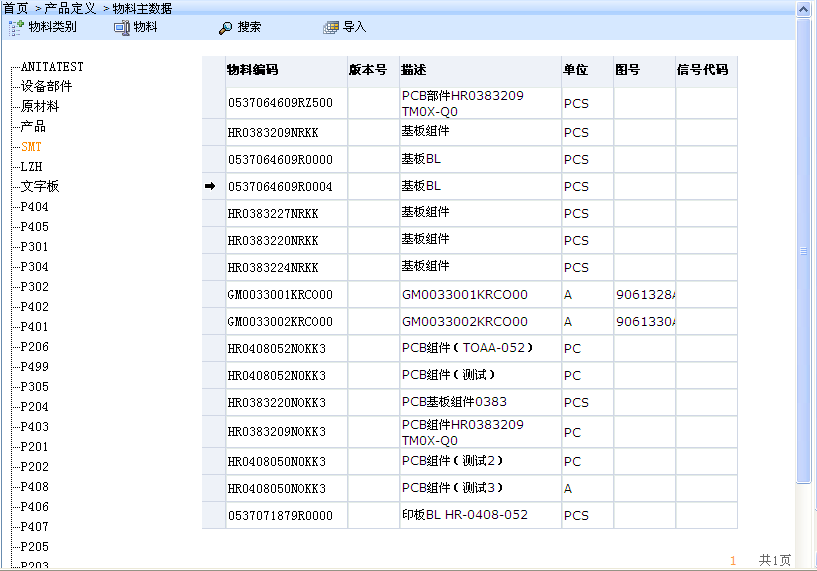 首页 >产品定义 >物料主数据
物料类别 物料 搜索 导入
ANITATEST
设备部件
原材料
产品
SMT
LZH
文字板
P404
P405
P301
P304
P302
P402
P401
P206
P499
P305
P204
P403
P201
P202
P408
P406
P407
P205
P203
物料编码 版本号 描述 单位 图号 信号代码
0537064609RZ500 PCB部件HR0383209 PCS
TM0X-Q0
HR0383209NRKK 基板组件 PCS
0537064609R0000 基板BL PCS
0537064609R0004 基板BL PCS
HR0383227NRKK 基板组件 PCS
HR0383220NRKK 基板组件 PCS
HR0383224NRKK 基板组件 PCS
GM0033001KRCO00 GM0033001KRCO00 A 9061328A
GM0033002KRCO00 GM0033002KRCO00 A 9061330A
HR0408052NOKK3 PCB组件（TOAA-052） PC
HR0408052NOKK3 PCB组件（测试） PC
HR0383220NOKK3 PCB基板组件0383 PCS
HR0383209NOKK3 PCB组件HR0383209 PC
TM0X-Q0
HR0408050NOKK3 PCB组件（测试2） PC
HR0408050NOKK3 PCB组件（测试3） A
0537071879R0000 印板BL HR-0408-052 PCS
1 共1页